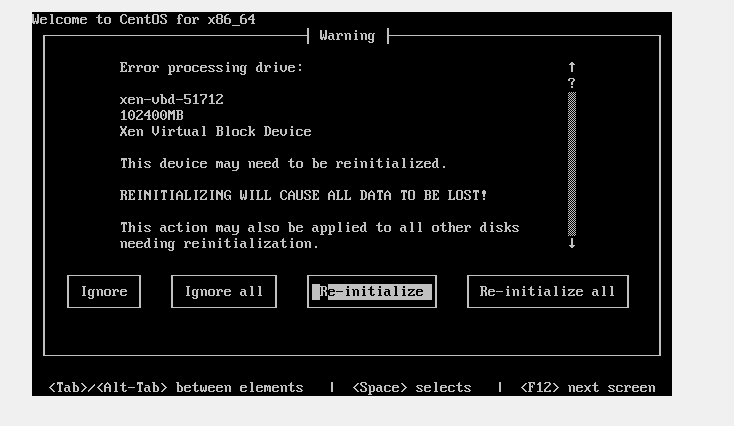 Welcome to CentOS for x86_64
Warning
Error processing drive:
xen-vbd-51712
102400MB
Xen Virtual Block Device
This device may need to be reinitialized.
REINITIALIZING WILL CAUSE ALL DATA TO BE LOST!
This action may also be applied to all other disks
needing reinitialization.
Ignore Ignore all Re-initialize Re-initialize all
<Tab>/<Alt-Tab> between elements | <Space> selects | <F12> next screen